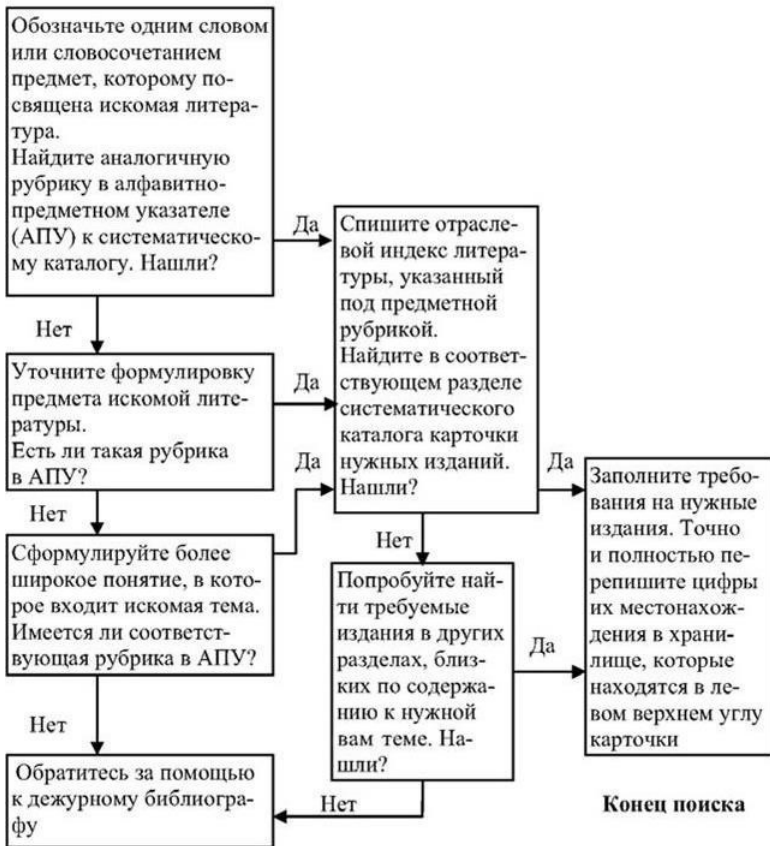 Обозначьте одним словом
или словосочетанием
предмет, которому по-
священа искомая литера-
тура.
Найдите аналогичную
рубрику в алфавитно-
предметном указателе
(АПУ) к систематическо-
му каталогу. Нашли?
Да
Нет
Уточните формулировку
предмета искомой лите-
ратуры.
Есть ли такая рубрика
в АПУ?
Да
Нет
Сформулируйте более
широкое понятие, в кото-
рое входит искомая тема.
Имеется ли соответст-
вующая рубрика в АПУ?
Да
Нет
Обратитесь за помощью
к дежурному библиогра-
фу
Спишите отрасле-
вой индекс литера-
туры, указанный
под предметной
рубрикой.
Найдите в соответ-
ствующем разделе
систематического
каталога карточки
нужных изданий.
Нашли?
Да
Нет
Попробуйте най-
ти требуемые
издания в других
разделах, близ-
ких по содержа-
нию к нужной
вам теме. На-
шли?
Да
Нет
Заполните требо-
вания на нужные
издания. Точно
и полностью пе-
репишите цифры
их местонахож-
дения в храни-
лище, которые
находятся в ле-
вом верхнем углу
карточки
Конец поиска